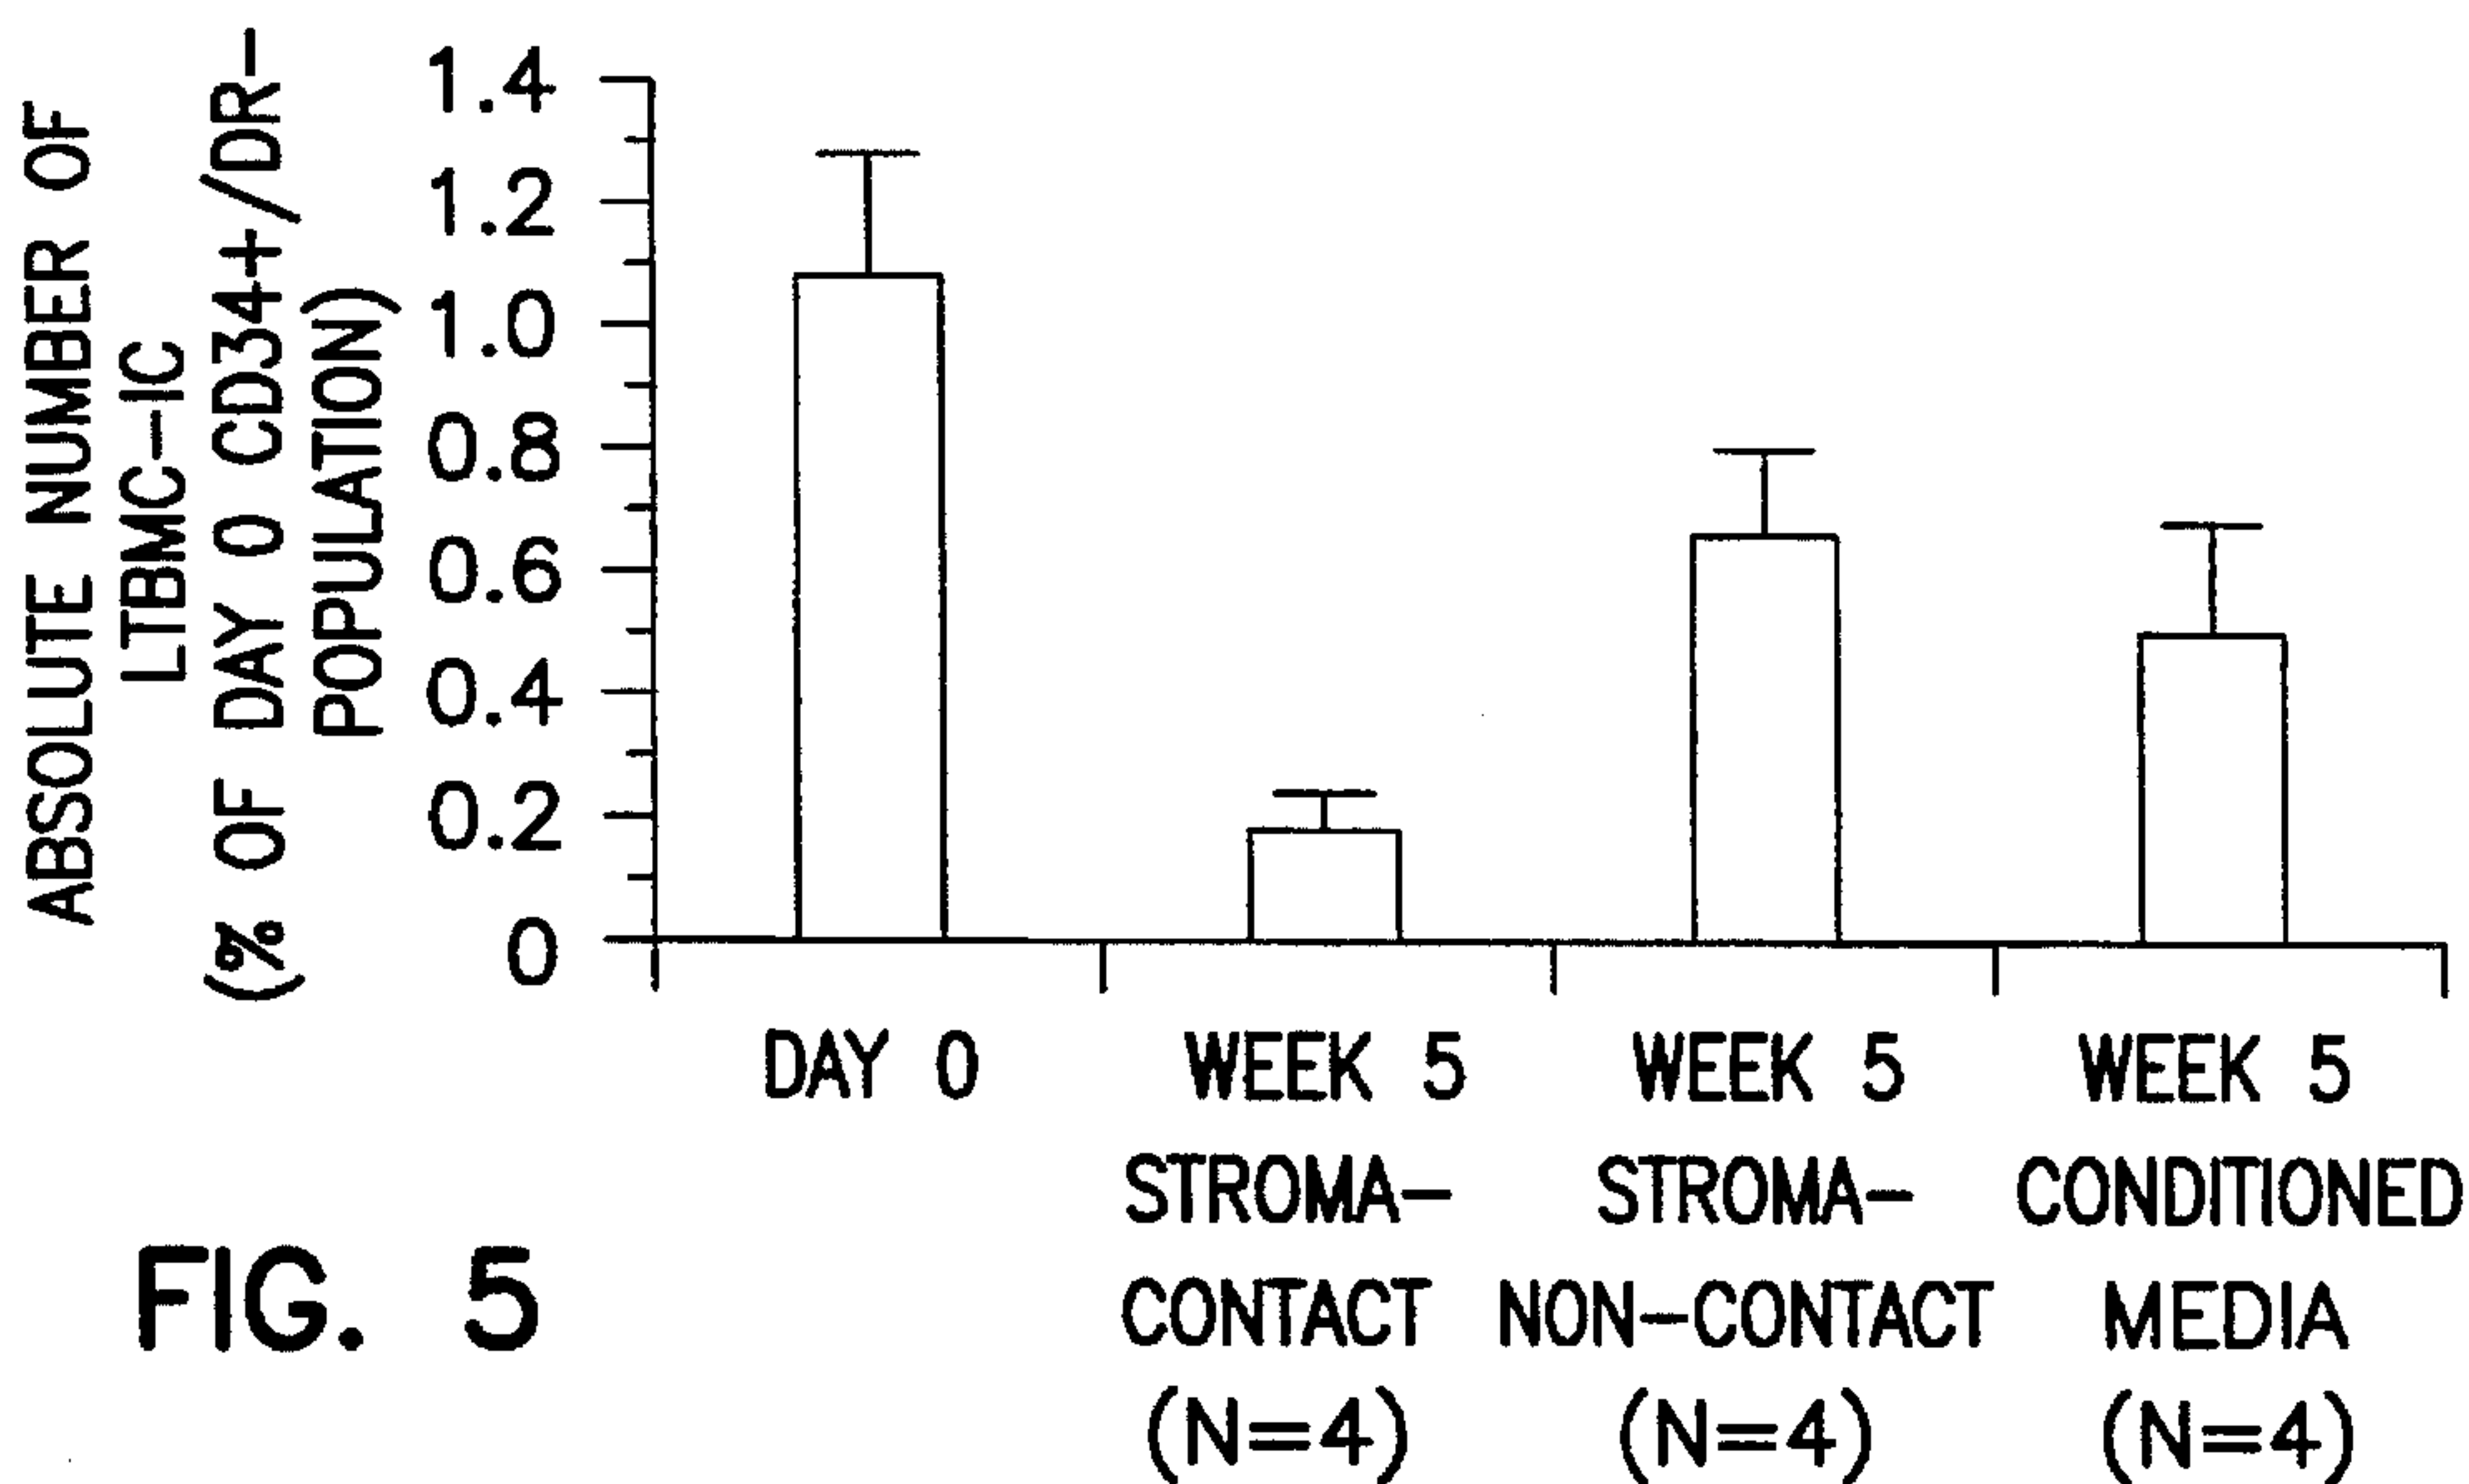 ABSOLUTE NUMBER OF
LTBMC-IC
(% OF DAY 0 CD34+/DR-
POPULATION)
1.4
1.2
1.0
0.8
0.6
0.4
0.2
0
DAY 0
WEEK 5
STROMA-
CONTACT
(N=4)
WEEK 5
STROMA-
NON-CONTACT
(N=4)
WEEK 5
CONDITIONED
MEDIA
(N=4)
FIG. 5